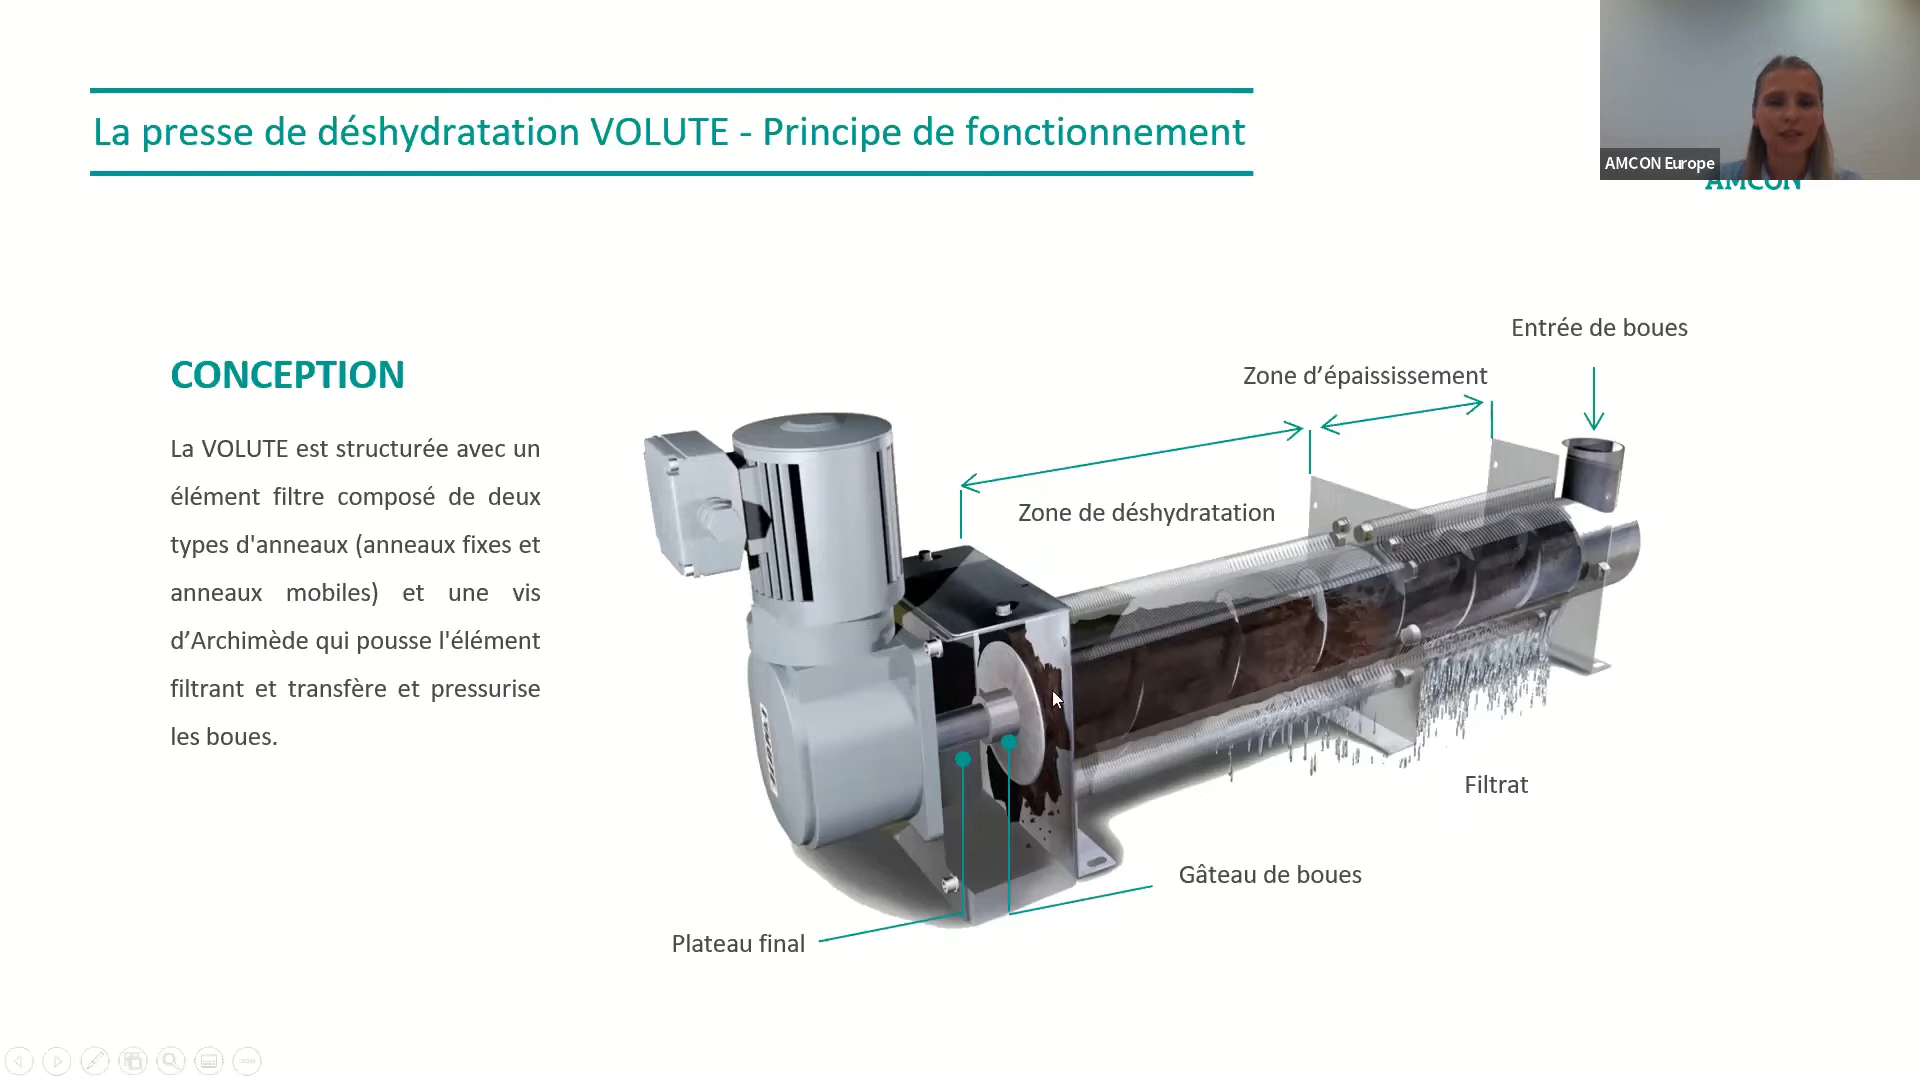 La presse de déshydratation VOLUTE - Principe de fonctionnement
AMCON Europe
AMCON
Entrée de boues
Zone d’épaississement
CONCEPTION
La VOLUTE est structurée avec un
élément filtre composé de deux
types d'anneaux (anneaux fixes et
anneaux mobiles) et une vis
d’Archimède qui pousse l'élément
filtrant et transfère et pressurise
les boues.
Zone de déshydratation
Filtrat
Gâteau de boues
Plateau final